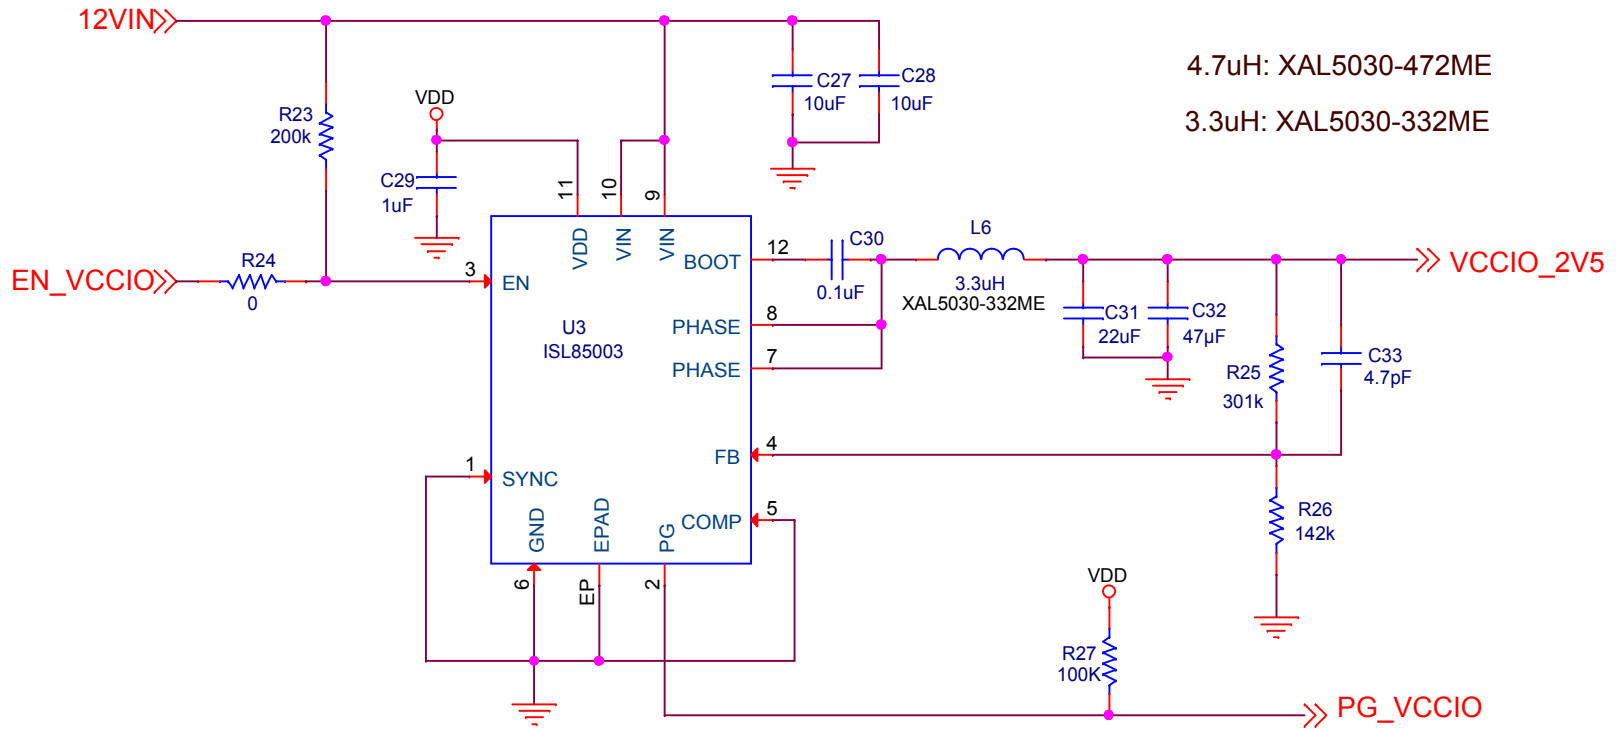 12VIN
4.7uH: XAL5030-472ME
3.3uH: XAL5030-332ME
C27
10uF
C28
10uF
VDD
R23
200k
C29
1uF
11
10
9
VDD
VIN
VIN
EN_VCCIO
R24
0
3
EN
BOOT
12
C30
0.1uF
L6
3.3uH
XAL5030-332ME
VCCIO_2V5
U3
ISL85003
PHASE
8
PHASE
7
C31
22uF
C32
47µF
R25
301k
C33
4.7pF
FB
4
1
SYNC
COMP
5
GND
EPAD
PG
6
EP
2
R26
142k
VDD
R27
100K
PG_VCCIO